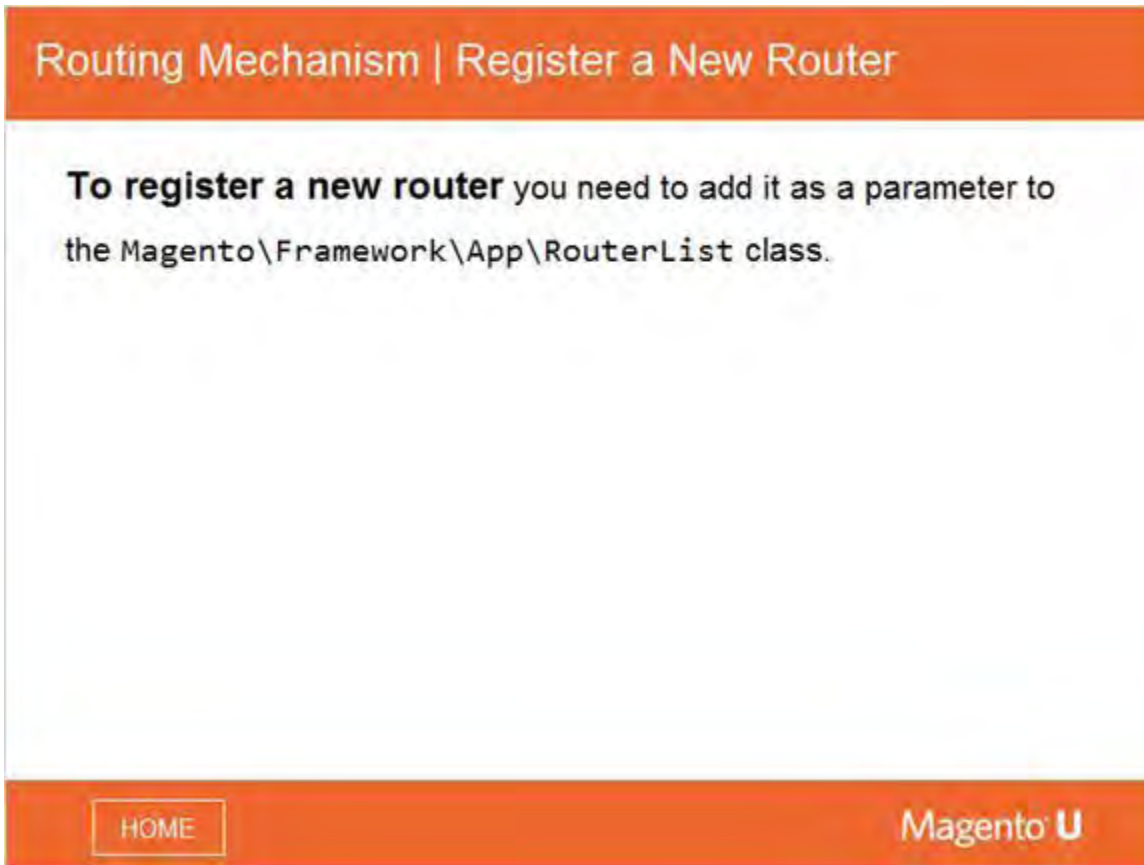 Routing Mechanism | Register a New Router
To register a new router you need to add it as a parameter to
the Magento\Framework\App\RouterList class.
HOME
Magento U